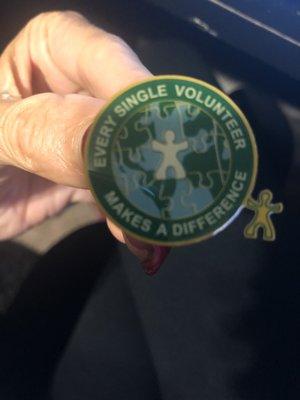 EVERY SINGLE VOLUNTEER
MAKES A DIFFERENCE